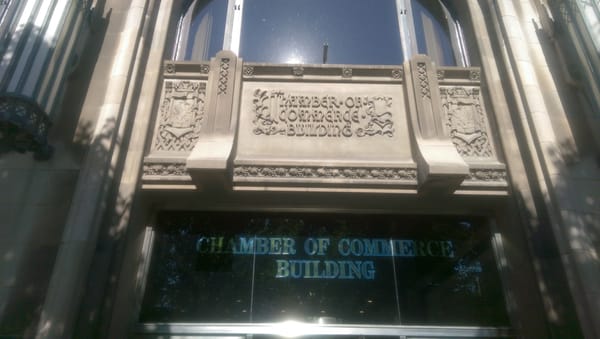 CHAMBER·OF·
COMMERCE·
BUILDING
CHAMBER OF COMMERCE
BUILDING